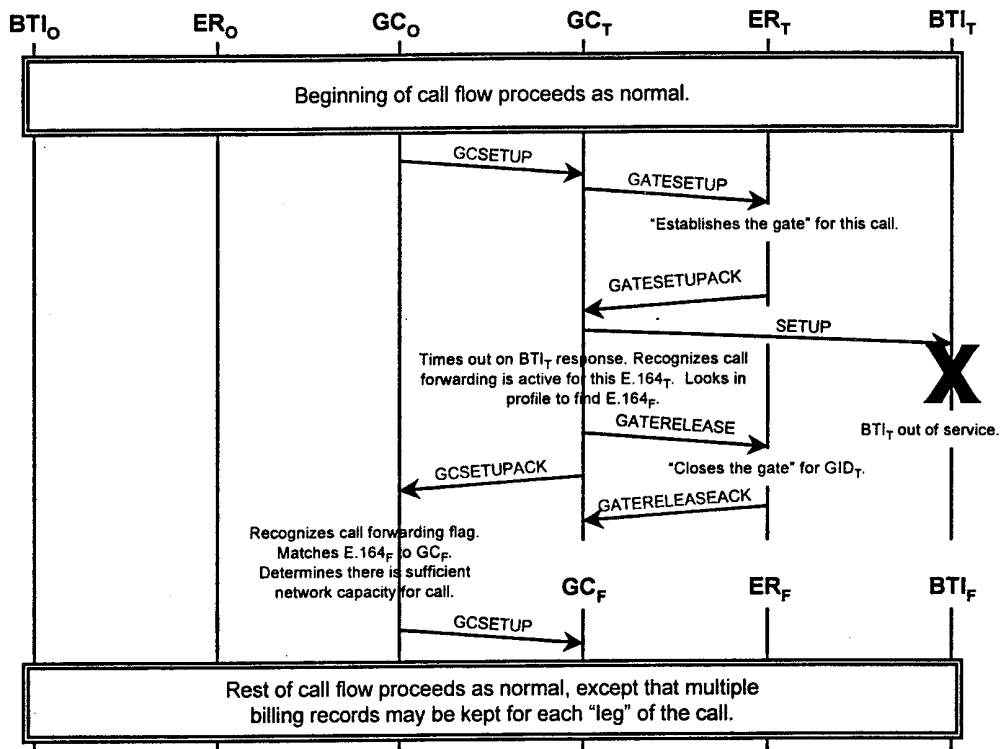 BTI_O ER_O GC_O GC_T ER_T BTI_T
Beginning of call flow proceeds as normal.
GCSETUP
GATESETUP
"Establishes the gate" for this call.
GATESETUPACK
SETUP
Times out on BTI_T response. Recognizes call
forwarding is active for this E.164_T. Looks in
profile to find E.164_F.
X
BTI_T out of service.
GATERELEASE
"Closes the gate" for GID_T.
GCSETUPACK
GATERELEASEACK
Recognizes call forwarding flag.
Matches E.164_F to GC_F.
Determines there is sufficient
network capacity for call.
GC_F ER_F BTI_F
GCSETUP
Rest of call flow proceeds as normal, except that multiple
billing records may be kept for each "leg" of the call.